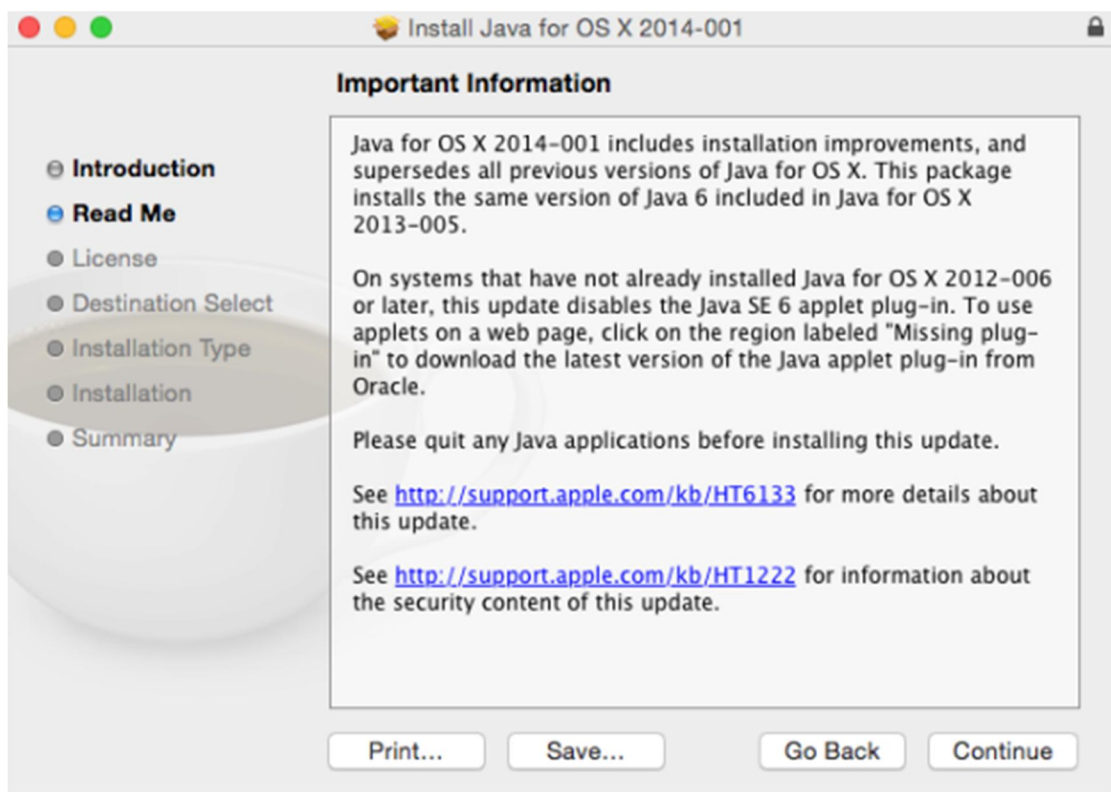 Install Java for OS X 2014-001
Important Information
Introduction
Read Me
License
Destination Select
Installation Type
Installation
Summary
Java for OS X 2014-001 includes installation improvements, and
supersedes all previous versions of Java for OS X. This package
installs the same version of Java 6 included in Java for OS X
2013-005.
On systems that have not already installed Java for OS X 2012-006
or later, this update disables the Java SE 6 applet plug-in. To use
applets on a web page, click on the region labeled "Missing plug-
in" to download the latest version of the Java applet plug-in from
Oracle.
Please quit any Java applications before installing this update.
See http://support.apple.com/kb/HT6133 for more details about
this update.
See http://support.apple.com/kb/HT1222 for information about
the security content of this update.
Print...
Save...
Go Back
Continue